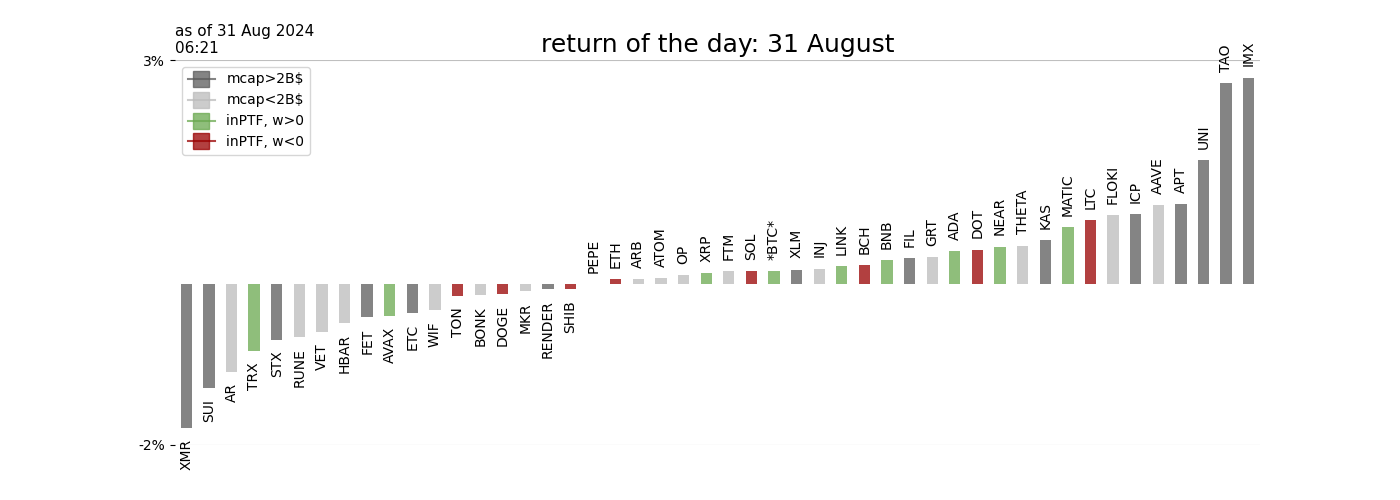 as of 31 Aug 2024
06:21
return of the day: 31 August
3%
mcap>2B$
mcap<2B$
inPTF, w>0
inPTF, w<0
-2%
XMR
SUI
AR
TRX
STX
RUNE
VET
HBAR
FET
AVAX
ETC
WIF
TON
BONK
DOGE
MKR
RENDER
SHIB
PEPE
ETH
ARB
ATOM
OP
XRP
FTM
SOL
*BTC*
XLM
INJ
LINK
BCH
BNB
FIL
GRT
ADA
DOT
NEAR
THETA
KAS
MATIC
LTC
FLOKI
ICP
AAVE
APT
UNI
TAO
IMX